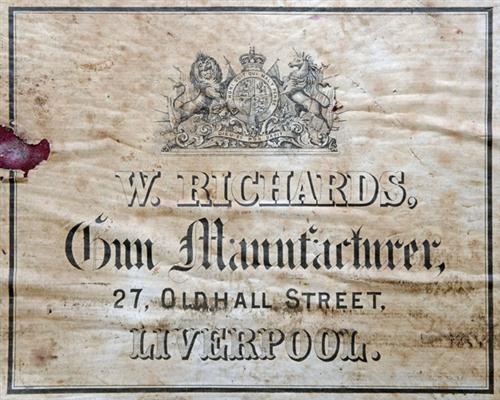 W. RICHARDS,
Gun Manufacturer,
27, OLDHALL STREET,
LIVERPOOL.